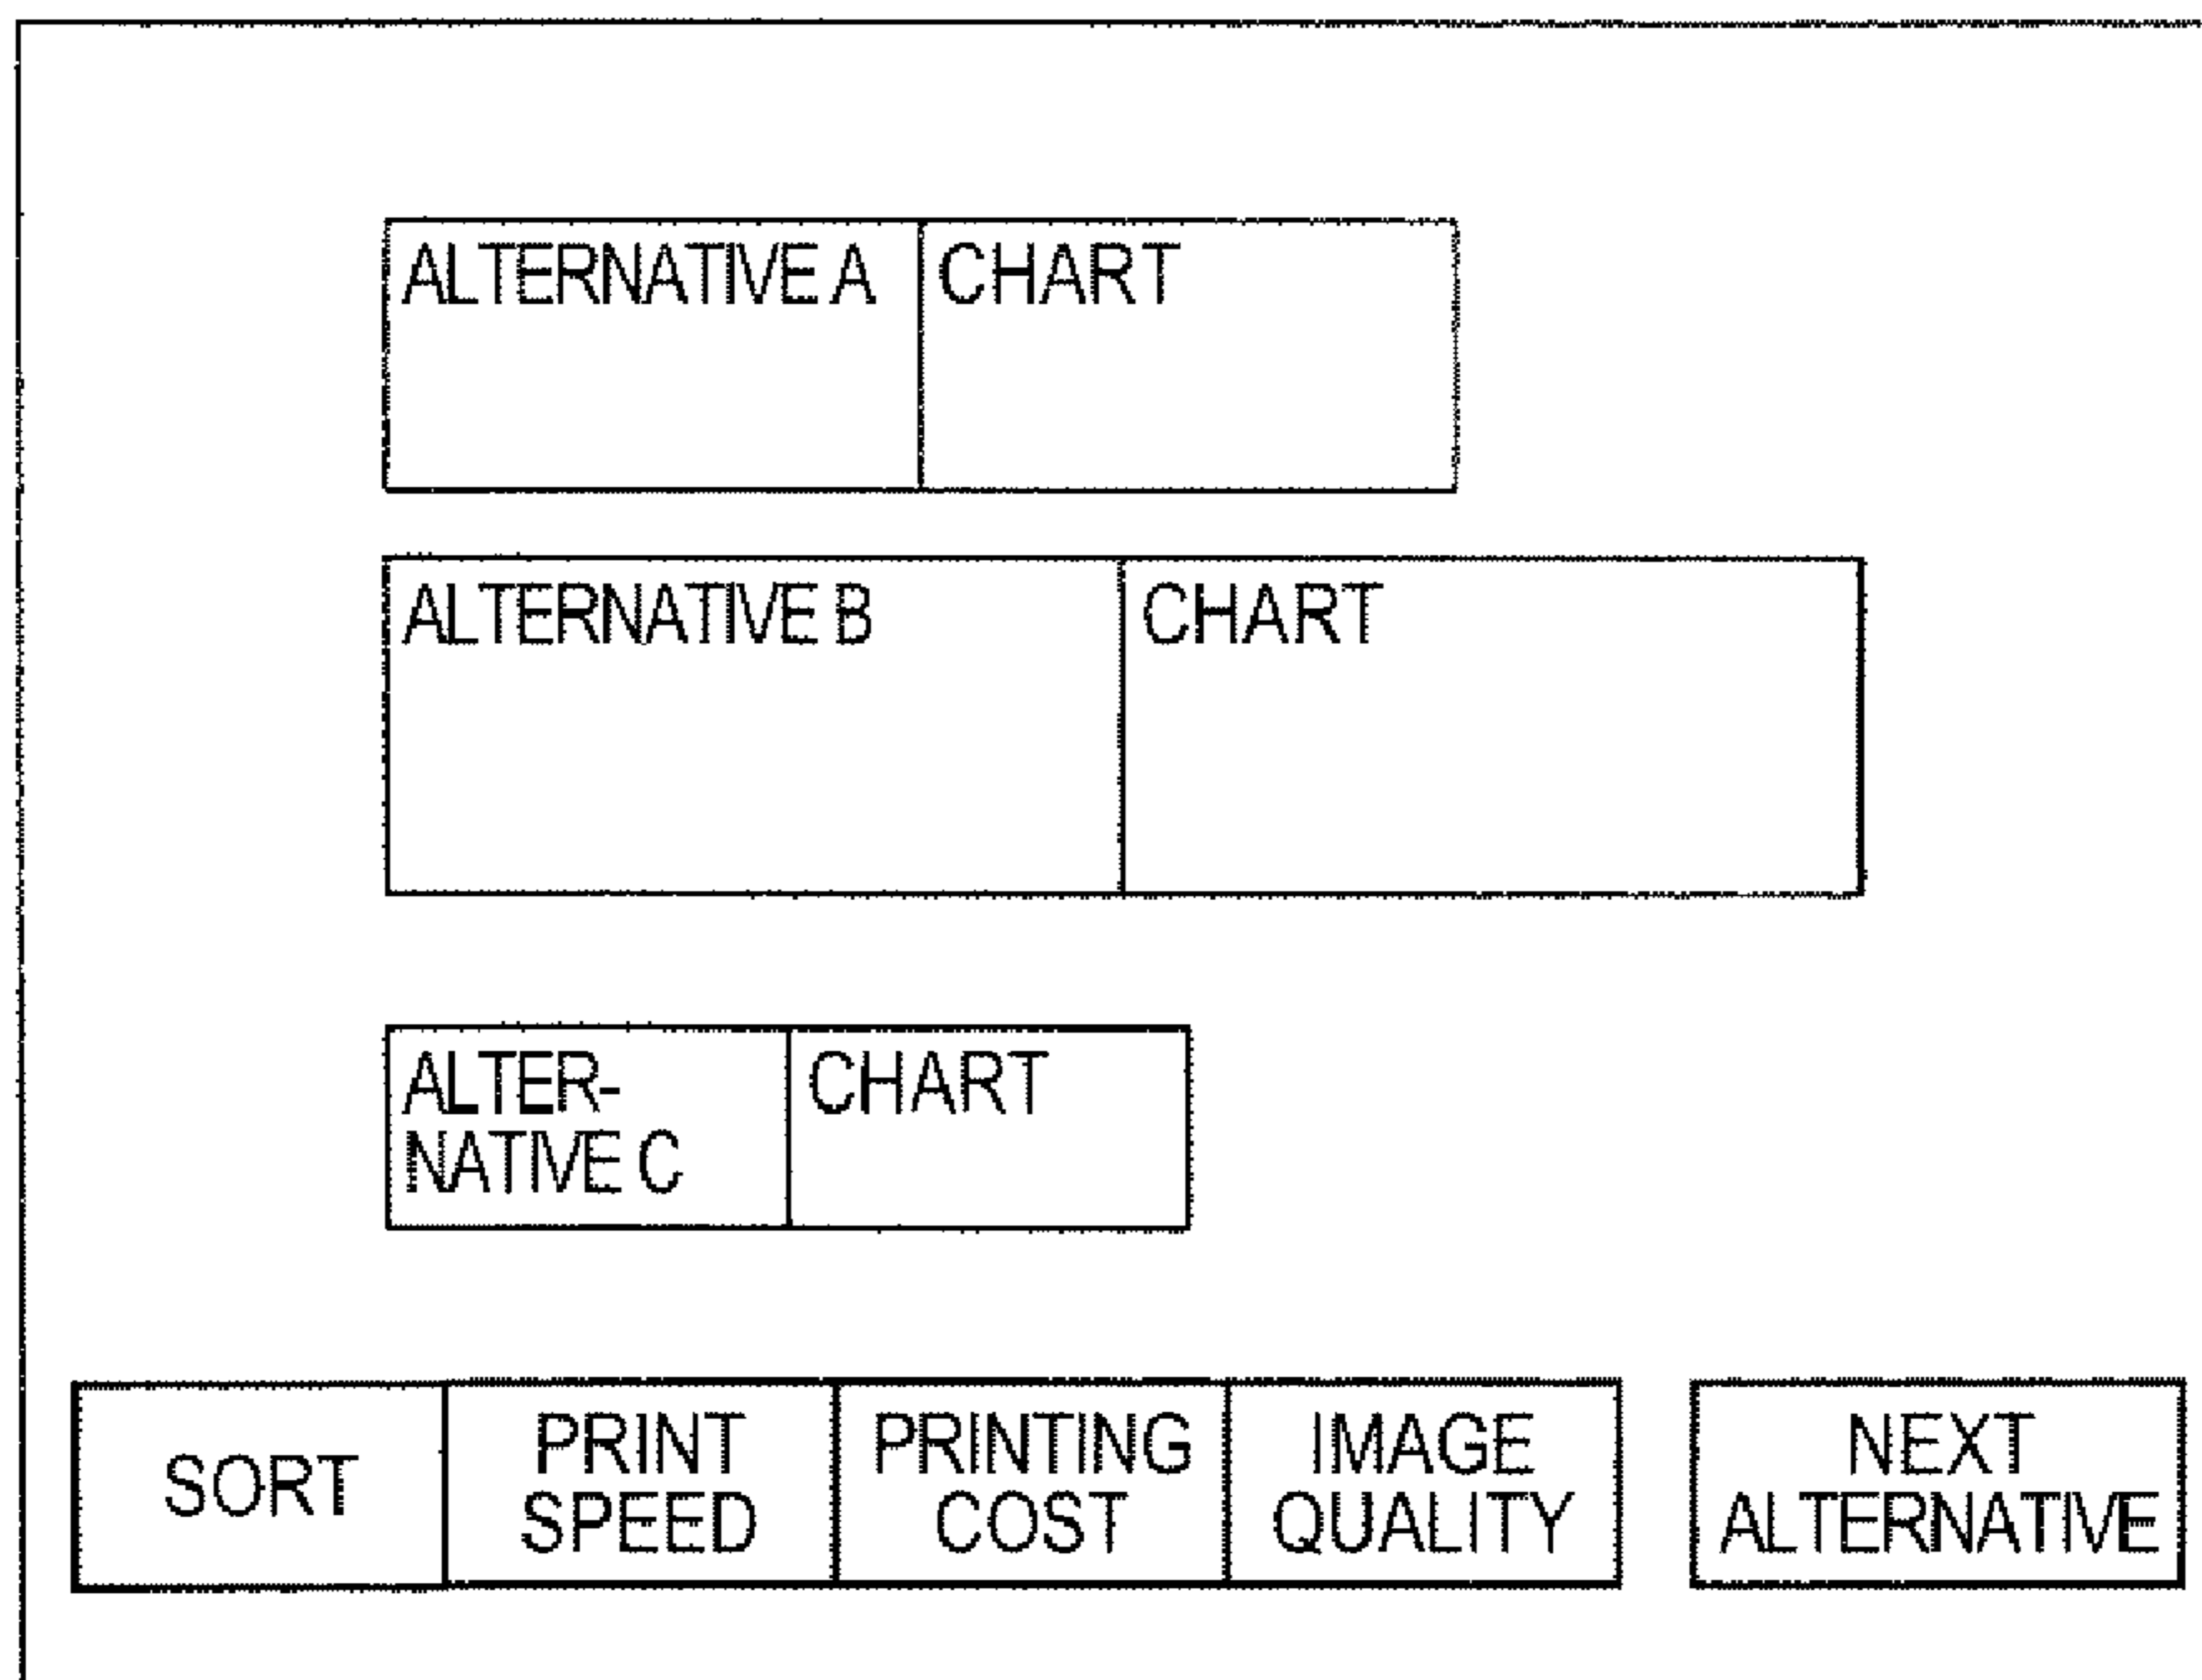 ALTERNATIVE A
CHART
ALTERNATIVE B
CHART
ALTER-
NATIVE C
CHART
SORT
PRINT
SPEED
PRINTING
COST
IMAGE
QUALITY
NEXT
ALTERNATIVE